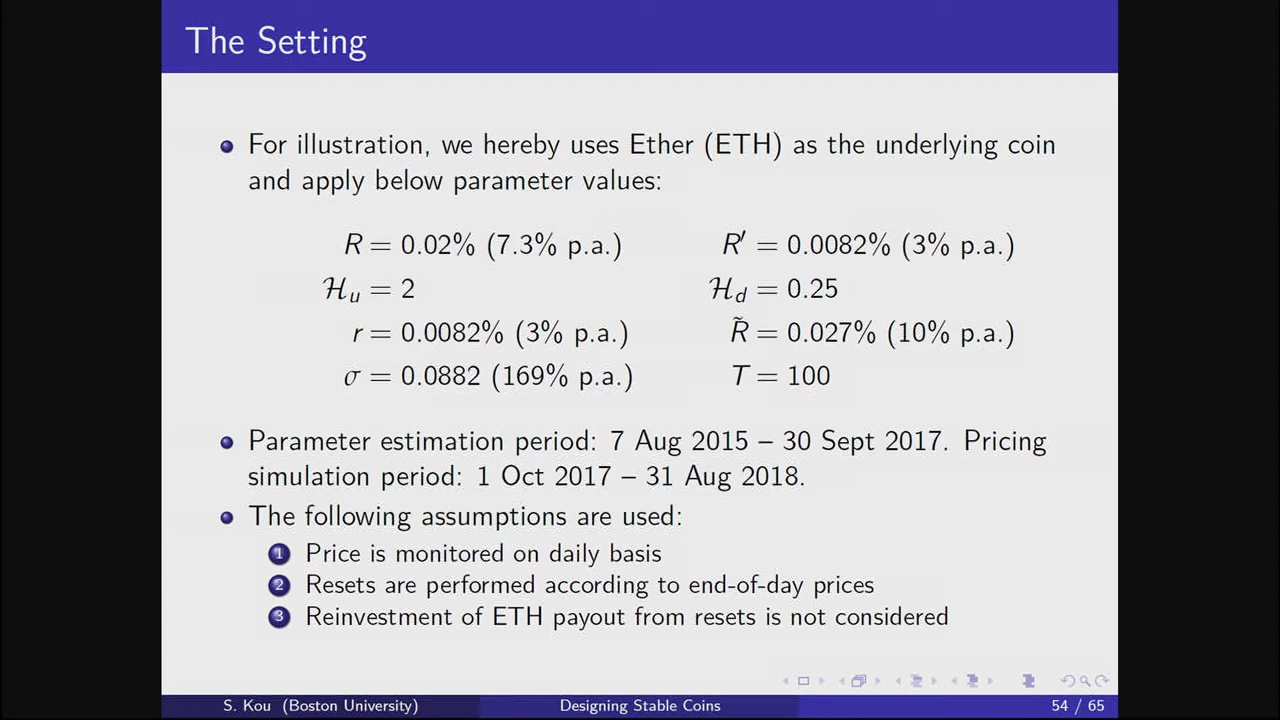 The Setting
For illustration, we hereby uses Ether (ETH) as the underlying coin
and apply below parameter values:
R = 0.02% (7.3% p.a.) R′ = 0.0082% (3% p.a.)
ℋ_u = 2 ℋ_d = 0.25
r = 0.0082% (3% p.a.) R̃ = 0.027% (10% p.a.)
σ = 0.0882 (169% p.a.) T = 100
Parameter estimation period: 7 Aug 2015 – 30 Sept 2017. Pricing
simulation period: 1 Oct 2017 – 31 Aug 2018.
The following assumptions are used:
1 Price is monitored on daily basis
2 Resets are performed according to end-of-day prices
3 Reinvestment of ETH payout from resets is not considered
S. Kou (Boston University) Designing Stable Coins 54 / 65